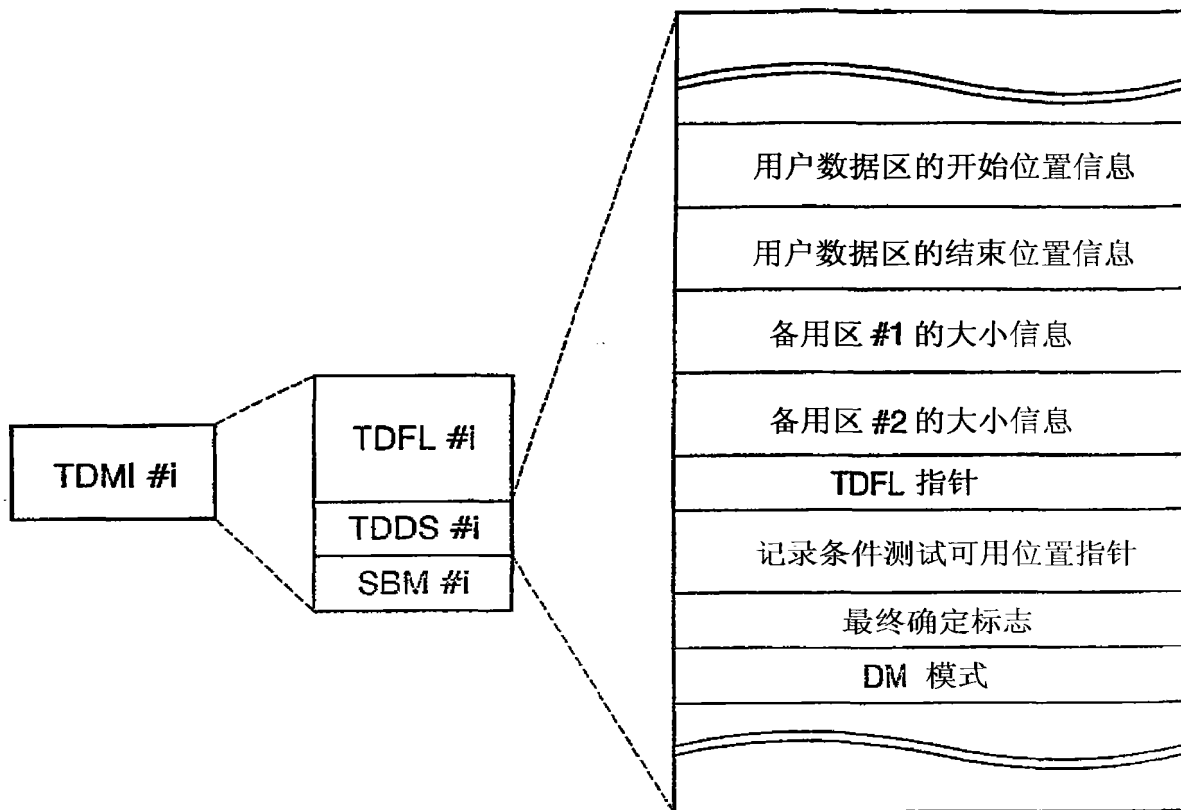 TDMI #i
TDFL #i
TDDS #i
SBM #i
用户数据区的开始位置信息
用户数据区的结束位置信息
备用区 #1 的大小信息
备用区 #2 的大小信息
TDFL 指针
记录条件测试可用位置指针
最终确定标志
DM 模式